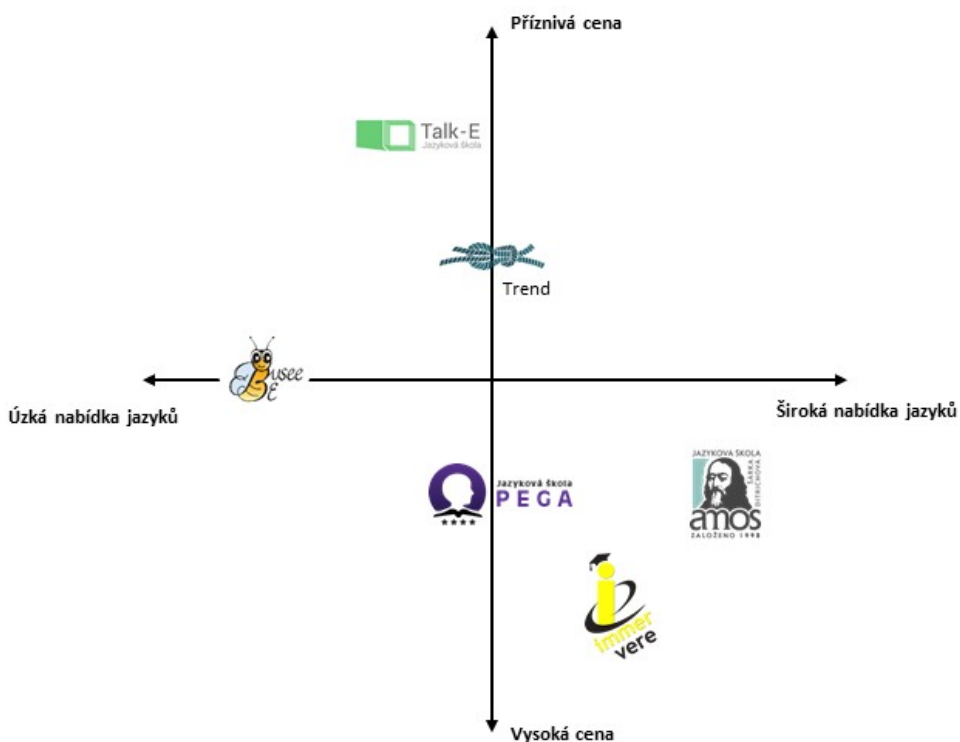 Příznivá cena
Talk-E
Jazyková škola
Trend
Busee
E
Úzká nabídka jazyků
Široká nabídka jazyků
Jazyková škola
PEGA
JAZYKOVÁ ŠKOLA
ŠÁRKA
DITRICHOVÁ
amos
ZALOŽENO 1998
immer
vere
Vysoká cena